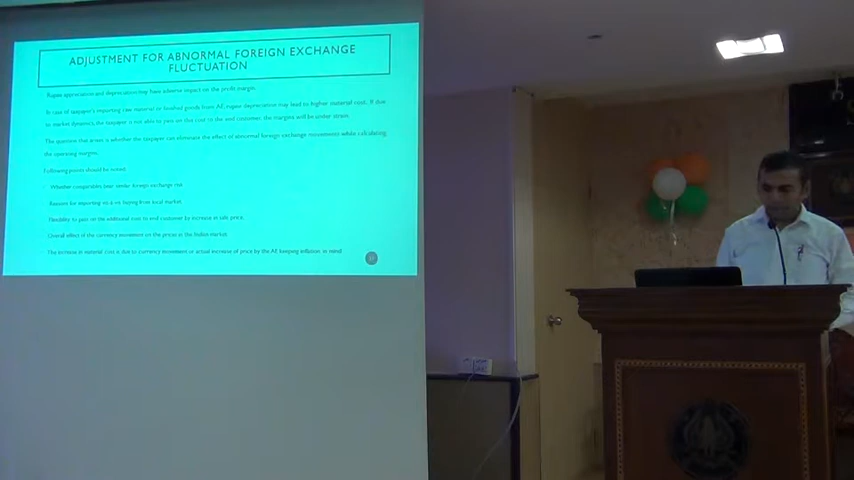 ADJUSTMENT FOR ABNORMAL FOREIGN EXCHANGE
FLUCTUATION
Rupee appreciation and depreciation may have adverse impact on the profit margin.
In case of taxpayer's importing raw material or finished goods from AE, rupee depreciation may lead to higher material cost. If due
to market dynamics, the taxpayer is not able to pass on this cost to the end customer, the margins will be under strain.
The question that arises is whether the taxpayer can eliminate the effect of abnormal foreign exchange movements while calculating
the operating margins.
Following points should be noted:
Whether comparables bear similar foreign exchange risk
Reasons for importing vis-à-vis buying from local market.
Flexibility to pass on the additional cost to end customer by increase in sale price.
Overall effect of the currency movement on the prices in the Indian market.
The increase in material cost is due to currency movement or actual increase of price by the AE keeping inflation in mind